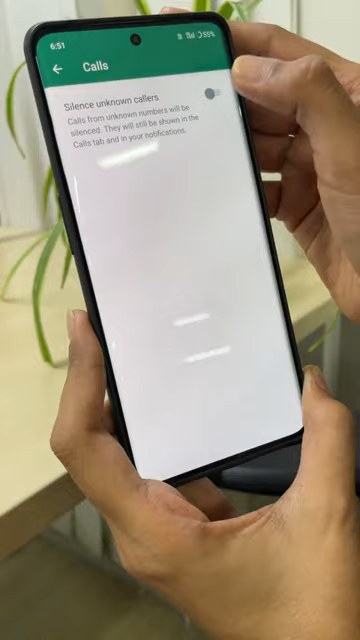 6:51
55%
Calls
Silence unknown callers
Calls from unknown numbers will be
silenced. They will still be shown in the
Calls tab and in your notifications.